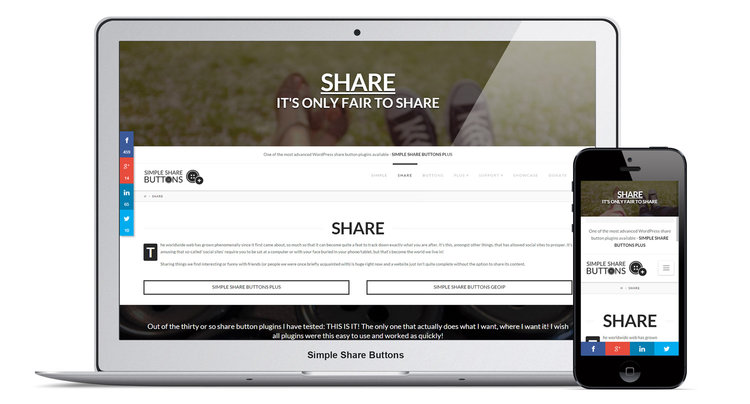 SHARE
IT'S ONLY FAIR TO SHARE
One of the most advanced WordPress share button plugins available - SIMPLE SHARE BUTTONS PLUS
SIMPLE SHARE
BUTTONS
SIMPLE SHARE BUTTONS PLUS + SUPPORT + SHOWCASE DONATE
SHARE
SHARE
The worldwide web has grown phenomenally since it first came about, so much so that it can become quite a feat to track down exactly what you are after. It's this, amongst other things, that has allowed social sites to prosper. It's
amusing that so-called 'social sites' require you to be sat at a computer or with your face buried in your phone/tablet, but that's become the world we live in!
Sharing things we find interesting or funny with friends (or people we were once briefly acquainted with) is huge right now and a website just isn't quite complete without the option to share its content.
SIMPLE SHARE BUTTONS PLUS
SIMPLE SHARE BUTTONS GEOIP
Out of the thirty or so share button plugins I have tested: THIS IS IT! The only one that actually does what I want, where I want it! I wish
all plugins were this easy to use and worked as quickly!
Simple Share Buttons
f
459
g+
16
in
65
10
SHARE
IT'S ONLY FAIR TO SHARE
One of the most advanced WordPress share
button plugins available - SIMPLE SHARE
BUTTONS PLUS
SIMPLE SHARE
BUTTONS
SHARE
SHARE
The worldwide web has grown
f
g+
in